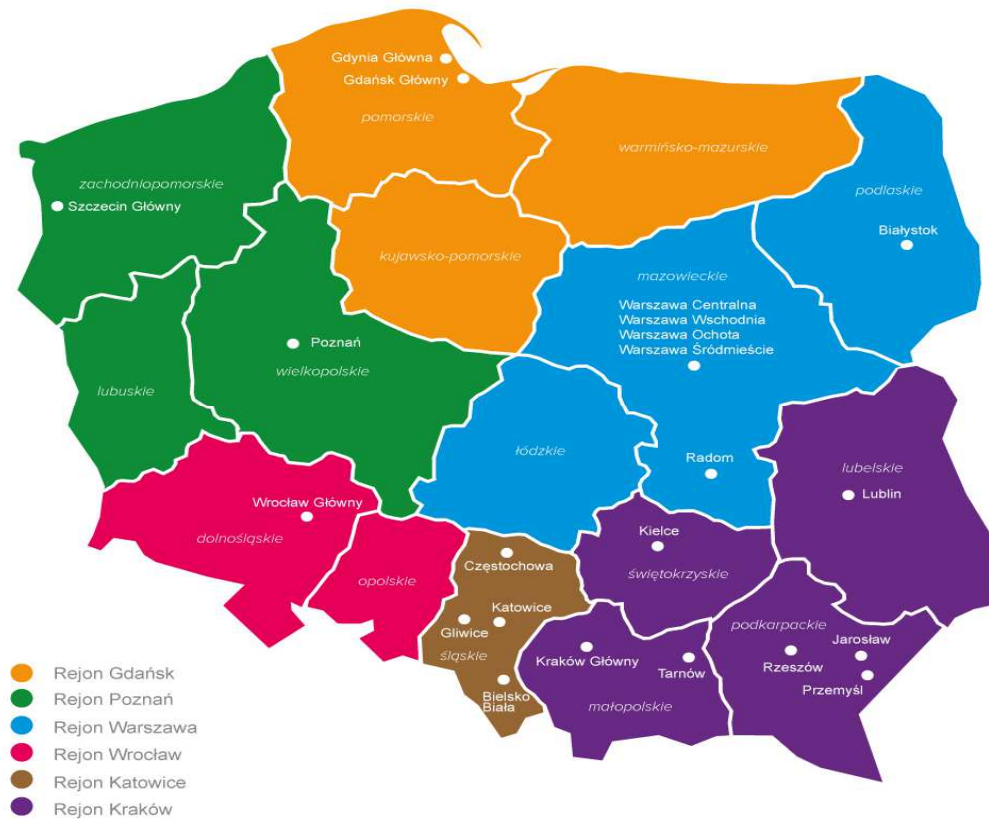 Gdynia Główna
Gdańsk Główny
pomorskie
warmińsko-mazurskie
zachodniopomorskie
Szczecin Główny
podlaskie
Białystok
kujawsko-pomorskie
mazowieckie
Warszawa Centralna
Warszawa Wschodnia
Warszawa Ochota
Warszawa Śródmieście
Poznań
wielkopolskie
lubuskie
łódzkie
Radom
lubelskie
Lublin
Wrocław Główny
dolnośląskie
opolskie
Częstochowa
Kielce
świętokrzyskie
Katowice
Gliwice
śląskie
Bielsko
Biała
Kraków Główny
Tarnów
małopolskie
podkarpackie
Jarosław
Rzeszów
Przemyśl
Rejon Gdańsk
Rejon Poznań
Rejon Warszawa
Rejon Wrocław
Rejon Katowice
Rejon Kraków